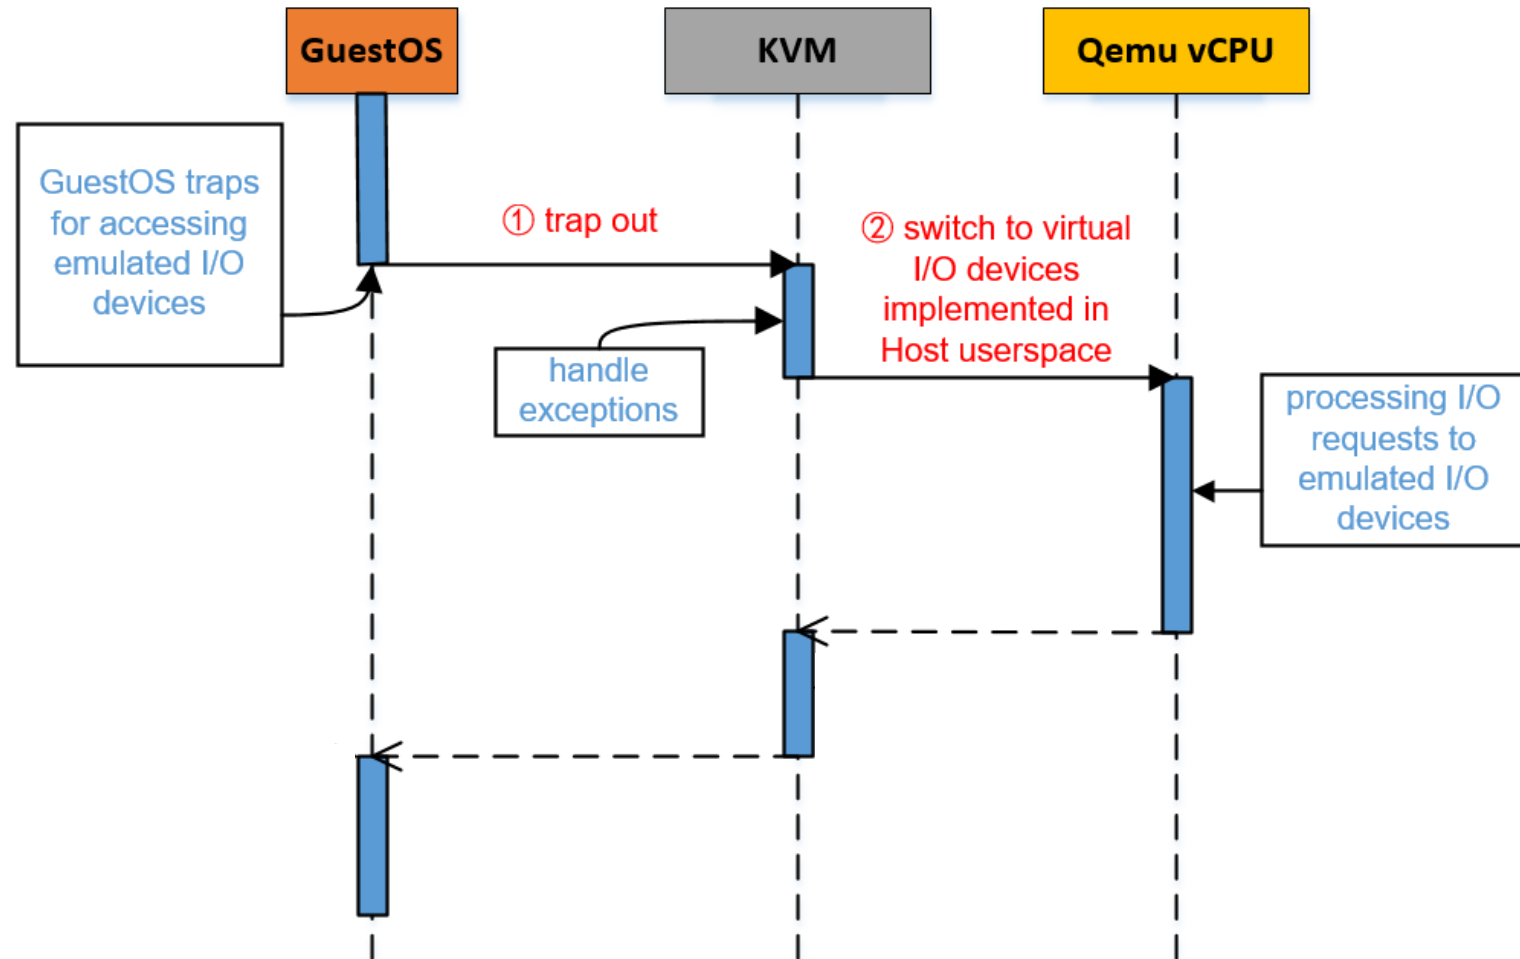 GuestOS
KVM
Qemu vCPU
GuestOS traps
for accessing
emulated I/O
devices
① trap out
② switch to virtual
I/O devices
implemented in
Host userspace
handle
exceptions
processing I/O
requests to
emulated I/O
devices